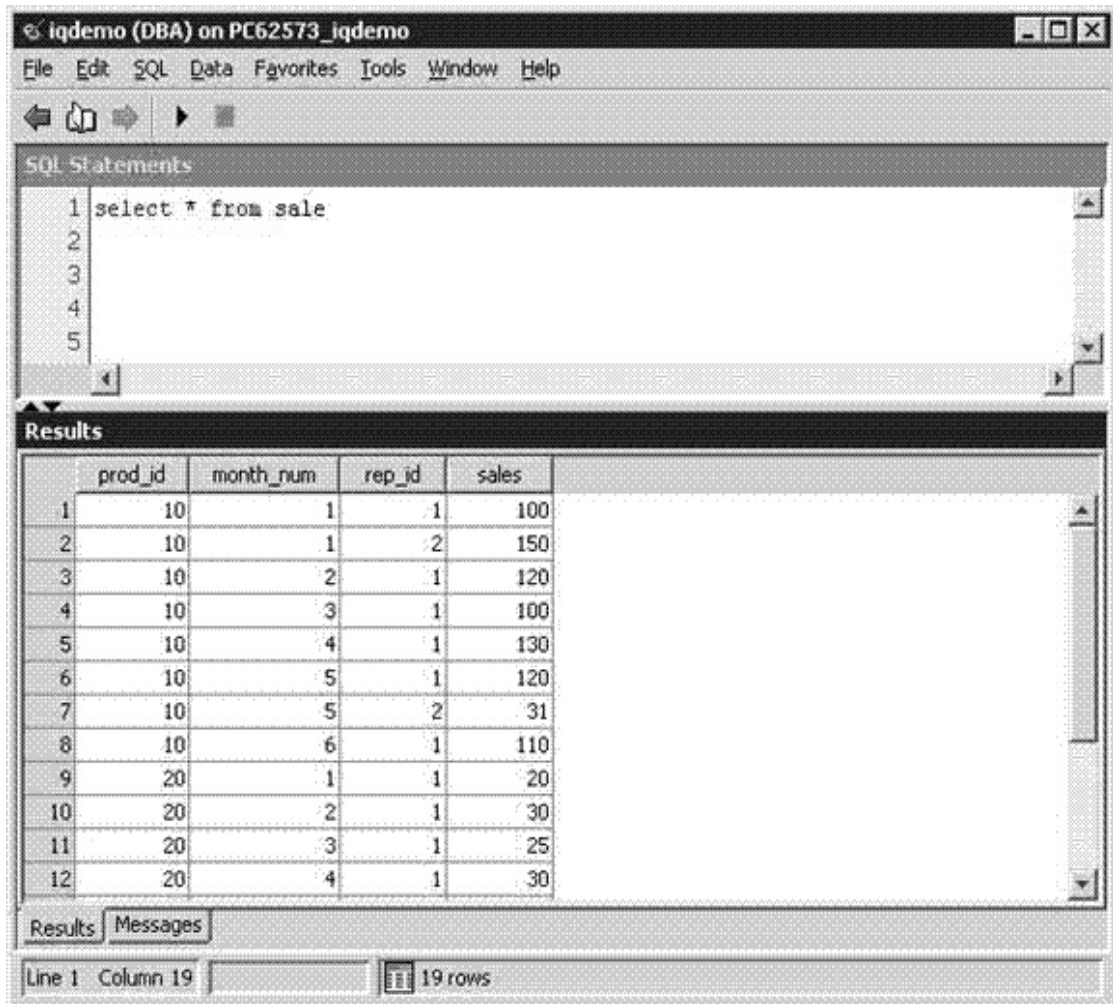 iqdemo (DBA) on PC62573_iqdemo
File Edit SQL Data Favorites Tools Window Help
SQL Statements
1 select * from sale
2
3
4
5
Results
prod_id month_num rep_id sales
1 10 1 1 100
2 10 1 2 150
3 10 2 1 120
4 10 3 1 100
5 10 4 1 130
6 10 5 1 120
7 10 5 2 31
8 10 6 1 110
9 20 1 1 20
10 20 2 1 30
11 20 3 1 25
12 20 4 1 30
Results Messages
Line 1 Column 19 19 rows